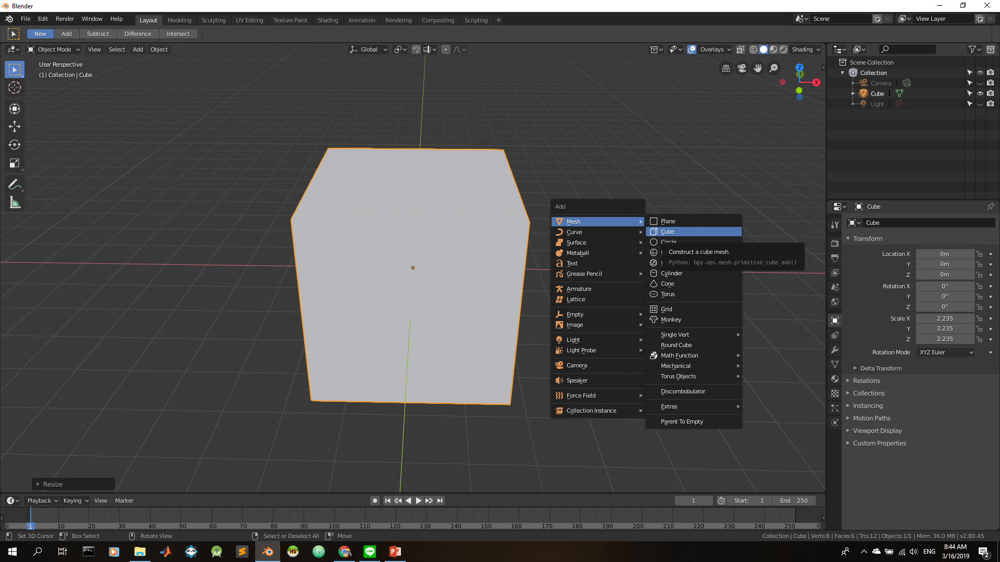 Blender
File Edit Render Window Help Layout Modeling Sculpting UV Editing Texture Paint Shading Animation Rendering Compositing Scripting + Scene View Layer
New Add Subtract Difference Intersect
Object Mode View Select Add Object Global Overlays Shading
User Perspective
(1) Collection | Cube
Z
X
Scene Collection
Collection
Camera
Cube
Light
Add
Mesh
Curve
Surface
Metaball
Text
Grease Pencil
Armature
Lattice
Empty
Image
Light
Light Probe
Camera
Speaker
Force Field
Collection Instance
Plane
Cube
Circle
Construct a cube mesh.
Python: bpy.ops.mesh.primitive_cube_add()
Cylinder
Cone
Torus
Grid
Monkey
Single Vert
Round Cube
Math Function
Mechanical
Torus Objects
Discombobulator
Extras
Parent To Empty
Cube
Cube
Transform
Location X 0m
Y 0m
Z 0m
Rotation X 0°
Y 0°
Z 0°
Scale X 2.235
Y 2.235
Z 2.235
Rotation Mode XYZ Euler
Delta Transform
Relations
Collections
Instancing
Motion Paths
Viewport Display
Custom Properties
Resize
Playback Keying View Marker 1 Start: 1 End: 250
1 10 20 30 40 50 60 70 80 90 100 110 120 130 140 150 160 170 180 190 200 210 220 230 240 250
Set 3D Cursor Box Select Rotate View Select or Deselect All Move Collection | Cube | Verts:8 | Faces:6 | Tris:12 | Objects:1/1 | Mem: 36.0 MB | v2.80.45
HS LINE P ENG 8:44 AM
3/16/2019 2